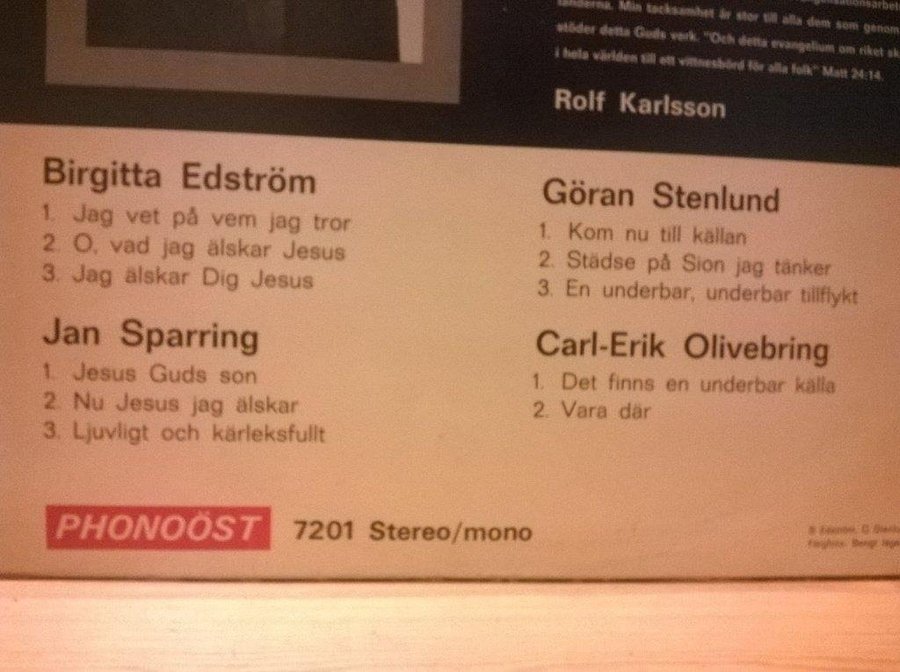 länderna. Min tacksamhet är stor till alla dem som genom
stöder detta Guds verk. "Och detta evangelium om riket sk
i hela världen till ett vittnesbörd för alla folk" Matt 24:14.
Rolf Karlsson
Birgitta Edström
1. Jag vet på vem jag tror
2. O, vad jag älskar Jesus
3. Jag älskar Dig Jesus
Jan Sparring
1. Jesus Guds son
2. Nu Jesus jag älskar
3. Ljuvligt och kärleksfullt
Göran Stenlund
1. Kom nu till källan
2. Städse på Sion jag tänker
3. En underbar, underbar tillflykt
Carl-Erik Olivebring
1. Det finns en underbar källa
2. Vara där
PHONOÖST 7201 Stereo/mono